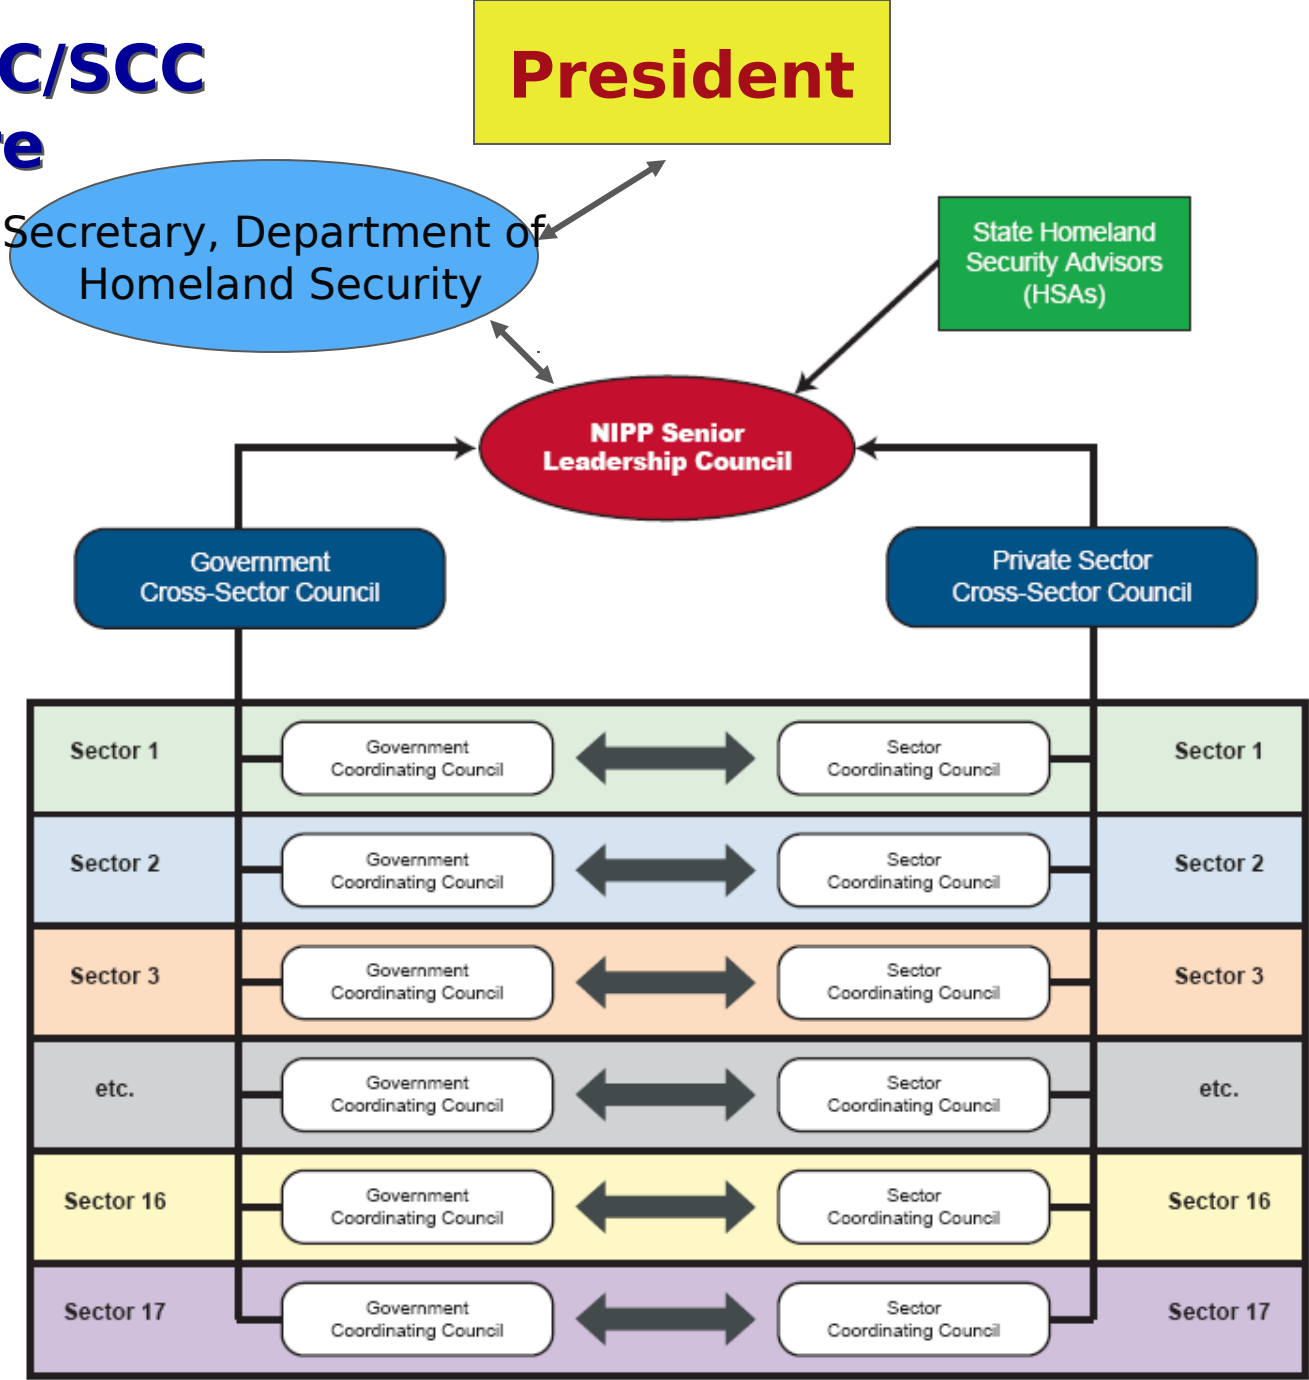 C/SCC
e
President
Secretary, Department of
Homeland Security
State Homeland
Security Advisors
(HSAs)
NIPP Senior
Leadership Council
Government
Cross-Sector Council
Private Sector
Cross-Sector Council
Sector 1
Government
Coordinating Council
Sector
Coordinating Council
Sector 1
Sector 2
Government
Coordinating Council
Sector
Coordinating Council
Sector 2
Sector 3
Government
Coordinating Council
Sector
Coordinating Council
Sector 3
etc.
Government
Coordinating Council
Sector
Coordinating Council
etc.
Sector 16
Government
Coordinating Council
Sector
Coordinating Council
Sector 16
Sector 17
Government
Coordinating Council
Sector
Coordinating Council
Sector 17